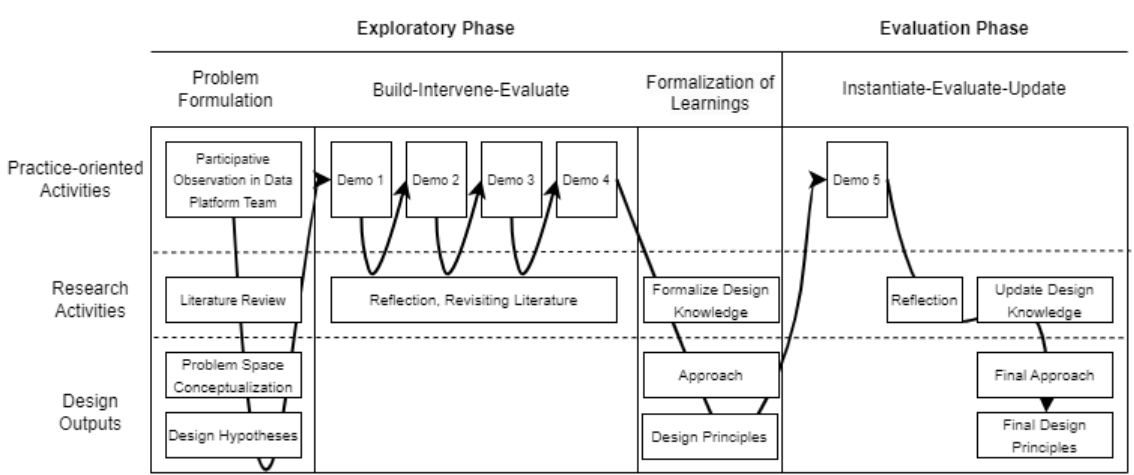 Exploratory Phase
Evaluation Phase
Problem
Formulation
Build-Intervene-Evaluate
Formalization of
Learnings
Instantiate-Evaluate-Update
Practice-oriented
Activities
Participative
Observation in Data
Platform Team
Demo 1
Demo 2
Demo 3
Demo 4
Demo 5
Research
Activities
Literature Review
Reflection, Revisiting Literature
Formalize Design
Knowledge
Reflection
Update Design
Knowledge
Design
Outputs
Problem Space
Conceptualization
Design Hypotheses
Approach
Design Principles
Final Approach
Final Design
Principles